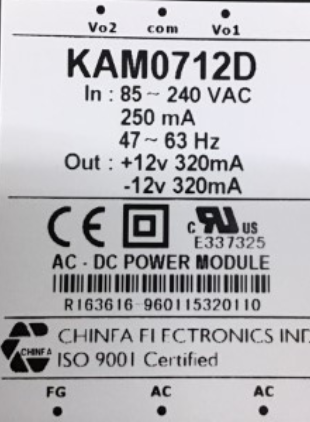 Vo2 com Vo1
KAM0712D
In : 85 ~ 240 VAC
250 mA
47 ~ 63 Hz
Out : +12v 320mA
-12v 320mA
CE c RU US
E337325
AC - DC POWER MODULE
R163616-960115320110
CHINFA CHINFA ELECTRONICS IND
ISO 9001 Certified
FG AC AC